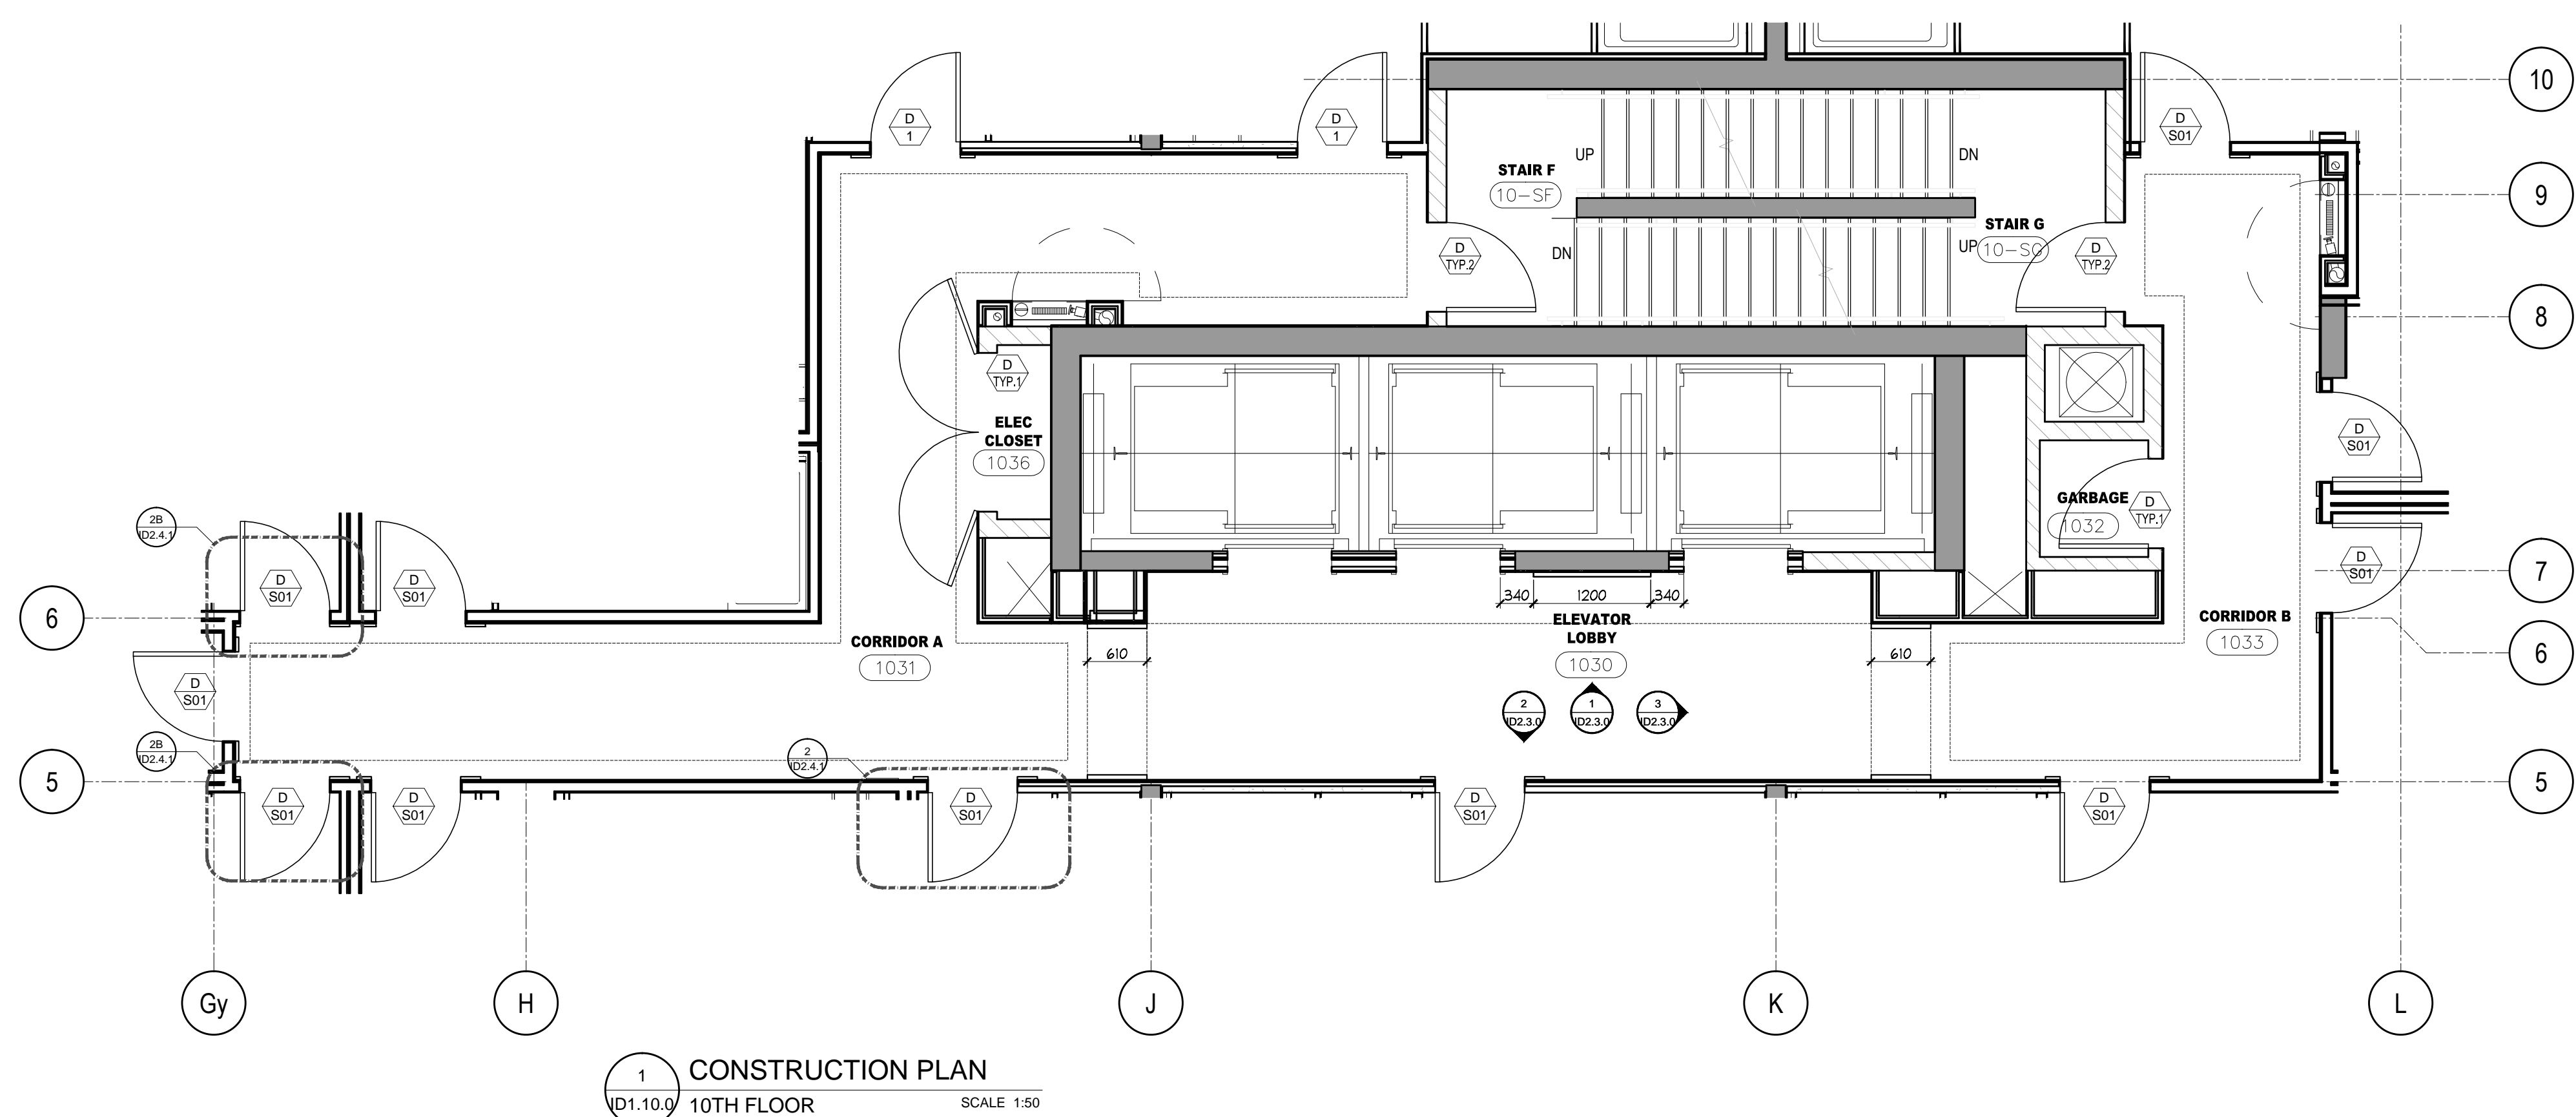 10
D
1
D
1
D
S01
UP
DN
STAIR F
10-SF
9
STAIR G
10-SG
UP
DN
D
TYP.2
D
TYP.2
8
D
TYP.1
ELEC
CLOSET
1036
D
S01
GARBAGE
1032
D
TYP.1
2B
ID2.4.1
D
S01
D
S01
D
S01
7
340
1200
340
6
ELEVATOR
LOBBY
1030
CORRIDOR A
1031
CORRIDOR B
1033
6
610
610
D
S01
2
ID2.3.0
1
ID2.3.0
3
ID2.3.0
2B
ID2.4.1
2
ID2.4.1
5
5
D
S01
D
S01
D
S01
D
S01
D
S01
Gy
H
J
K
L
1
ID1.10.0
CONSTRUCTION PLAN
10TH FLOOR
SCALE 1:50